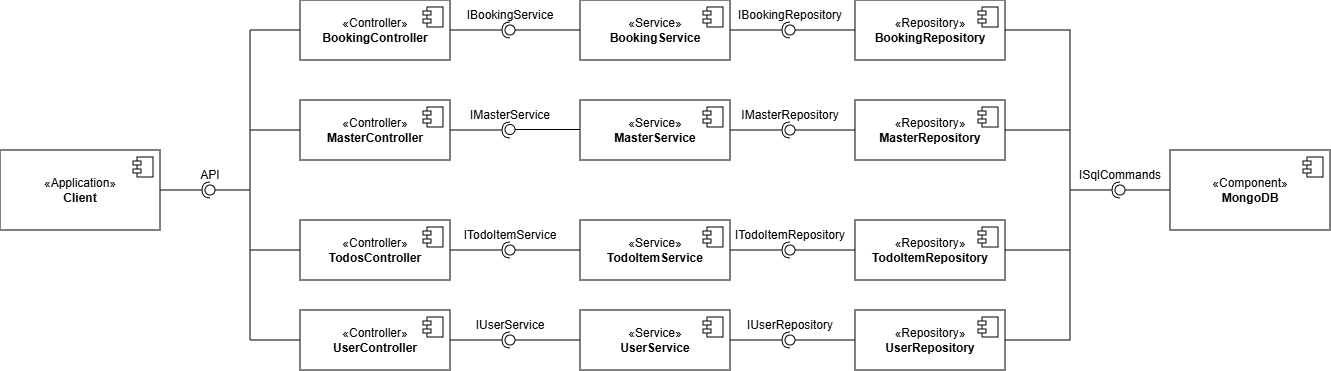 «Controller»
BookingController
IBookingService
«Service»
BookingService
IBookingRepository
«Repository»
BookingRepository
«Controller»
MasterController
IMasterService
«Service»
MasterService
IMasterRepository
«Repository»
MasterRepository
«Application»
Client
API
ISqlCommands
«Component»
MongoDB
«Controller»
TodosController
ITodoItemService
«Service»
TodoItemService
ITodoItemRepository
«Repository»
TodoItemRepository
«Controller»
UserController
IUserService
«Service»
UserService
IUserRepository
«Repository»
UserRepository